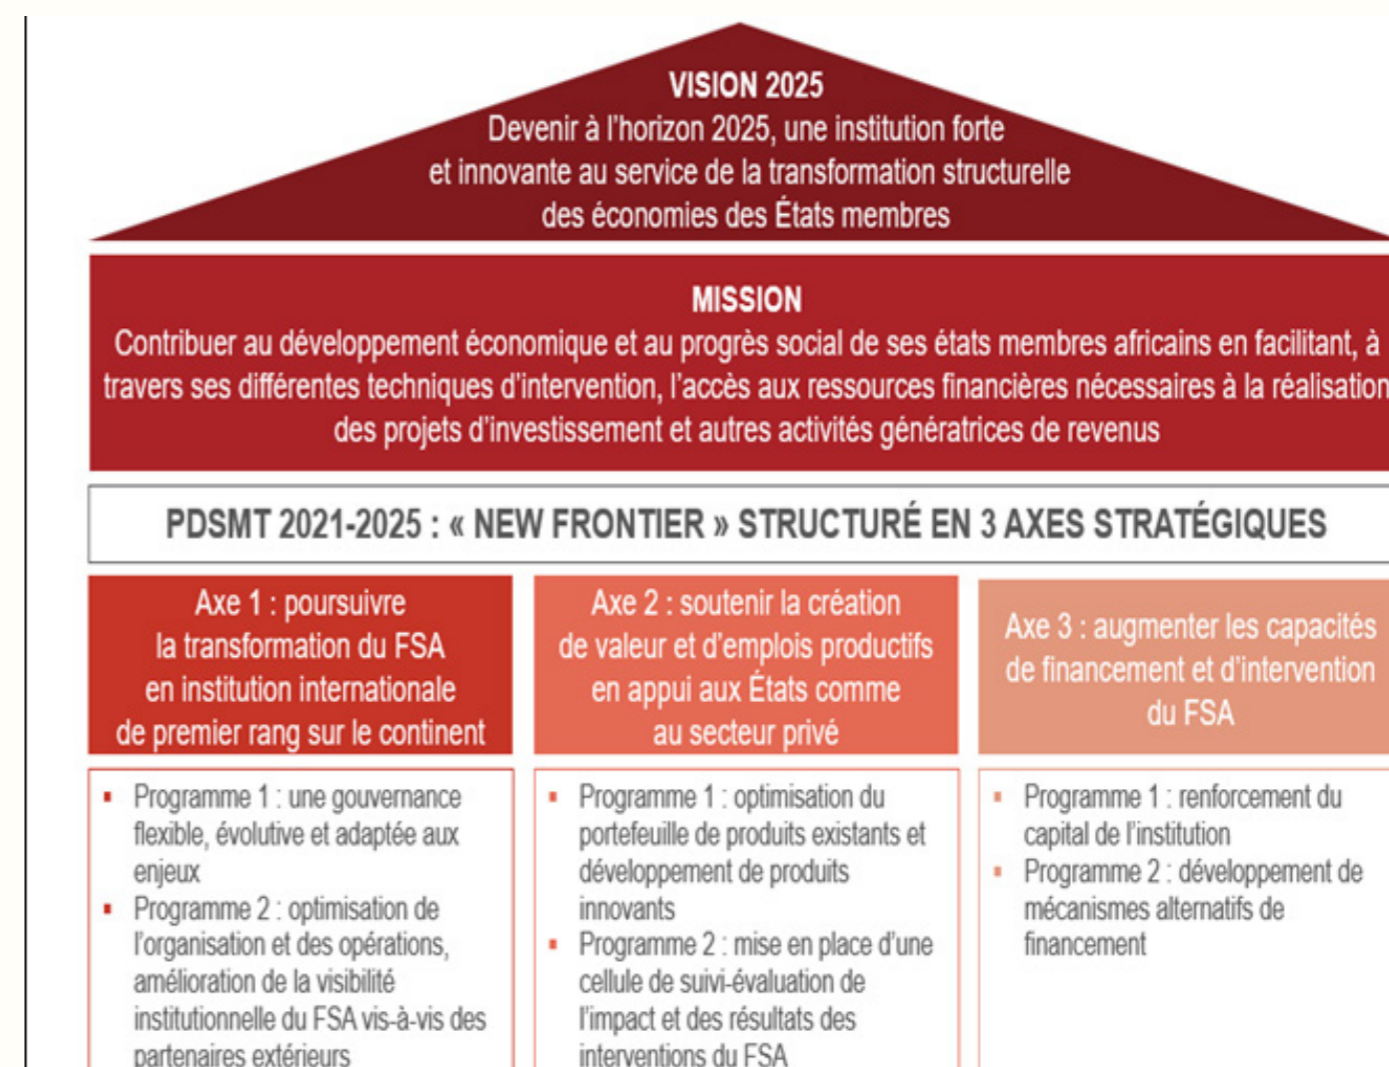 VISION 2025
Devenir à l'horizon 2025, une institution forte
et innovante au service de la transformation structurelle
des économies des États membres
MISSION
Contribuer au développement économique et au progrès social de ses états membres africains en facilitant, à
travers ses différentes techniques d'intervention, l'accès aux ressources financières nécessaires à la réalisation
des projets d'investissement et autres activités génératrices de revenus
PDSMT 2021-2025 : « NEW FRONTIER » STRUCTURÉ EN 3 AXES STRATÉGIQUES
Axe 1 : poursuivre
la transformation du FSA
en institution internationale
de premier rang sur le continent
▪ Programme 1 : une gouvernance
flexible, évolutive et adaptée aux
enjeux
▪ Programme 2 : optimisation de
l'organisation et des opérations,
amélioration de la visibilité
institutionnelle du FSA vis-à-vis des
partenaires extérieurs
Axe 2 : soutenir la création
de valeur et d'emplois productifs
en appui aux États comme
au secteur privé
▪ Programme 1 : optimisation du
portefeuille de produits existants et
développement de produits
innovants
▪ Programme 2 : mise en place d'une
cellule de suivi-évaluation de
l'impact et des résultats des
interventions du FSA
Axe 3 : augmenter les capacités
de financement et d'intervention
du FSA
▪ Programme 1 : renforcement du
capital de l'institution
▪ Programme 2 : développement de
mécanismes alternatifs de
financement